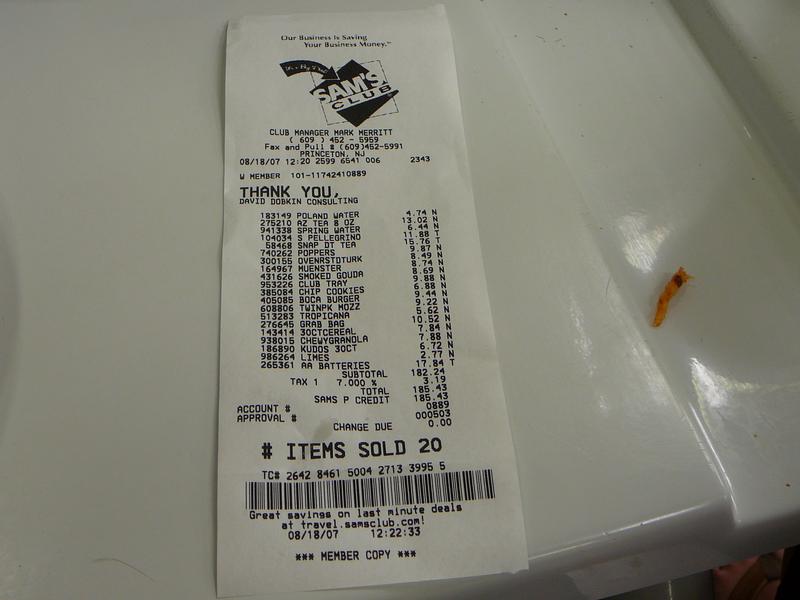 Our Business Is Saving
Your Business Money.™
SAM'S
CLUB
CLUB MANAGER MARK MERRITT
( 609 ) 452 - 5959
Fax and Pull # (609)452-5991
PRINCETON, NJ
08/18/07 12:20 2599 6541 006 2343
W MEMBER 101-11742410889
THANK YOU,
DAVID DOBKIN CONSULTING
183149 POLAND WATER 4.74 N
275210 AZ TEA 8 OZ 13.02 N
941338 SPRING WATER 6.44 N
104034 S PELLEGRINO 11.88 T
58468 SNAP DT TEA 15.76 T
740262 POPPERS 9.87 N
300155 OVENRSTDTURK 8.49 N
164967 MUENSTER 8.74 N
431626 SMOKED GOUDA 8.69 N
953226 CLUB TRAY 9.88 N
385084 CHIP COOKIES 6.88 N
405085 BOCA BURGER 9.44 N
608806 TWINPK MOZZ 9.22 N
513283 TROPICANA 5.62 N
276645 GRAB BAG 10.52 N
143414 30CTCEREAL 7.84 N
938015 CHEWYGRANOLA 7.88 N
186890 KUDOS 30CT 6.72 N
986264 LIMES 2.77 N
265361 AA BATTERIES 17.84 T
SUBTOTAL 182.24
TAX 1 7.000 % 3.19
TOTAL 185.43
SAMS P CREDIT 185.43
ACCOUNT # 0889
APPROVAL # 000503
CHANGE DUE 0.00
# ITEMS SOLD 20
TC# 2642 8461 5004 2713 3995 5
Great savings on last minute deals
at travel.samsclub.com!
08/18/07 12:22:33
*** MEMBER COPY ***